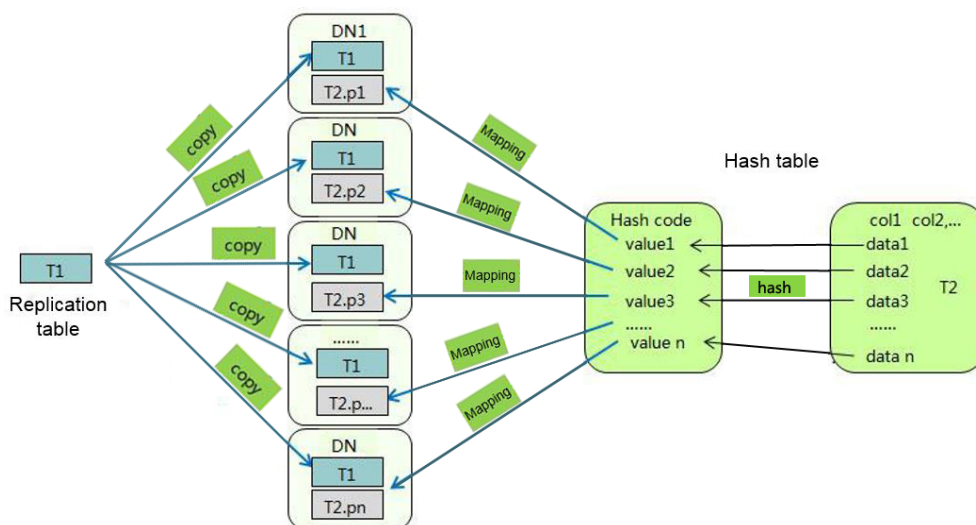 DN1
T1
T2.p1
DN
T1
T2.p2
DN
T1
T2.p3
......
T1
T2.p...
DN
T1
T2.pn
copy
copy
copy
copy
copy
T1
Replication
table
Mapping
Mapping
Mapping
Mapping
Mapping
Hash table
Hash code
value1
value2
value3
......
value n
hash
col1 col2,...
data1
data2
data3
......
data n
T2